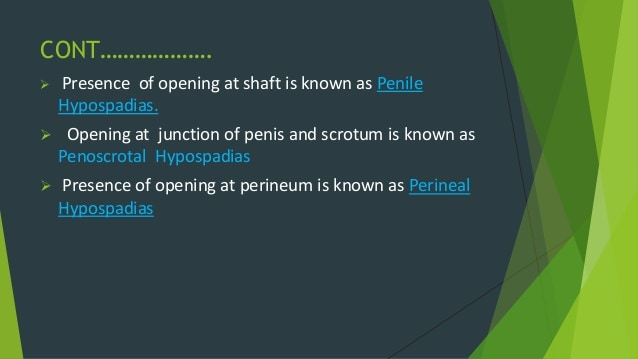 CONT………………
➢ Presence of opening at shaft is known as Penile
Hypospadias.
➢ Opening at junction of penis and scrotum is known as
Penoscrotal Hypospadias
➢ Presence of opening at perineum is known as Perineal
Hypospadias